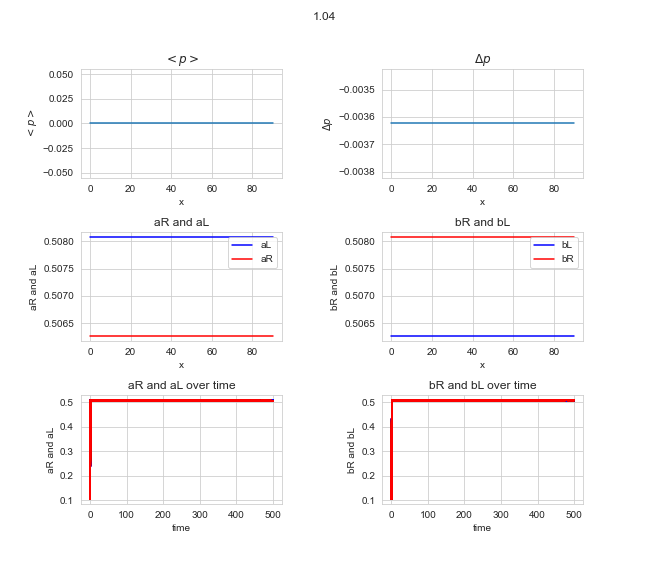 1.04
< p >
Δp
0.050
0.025
0.000
−0.025
−0.050
< p >
0 20 40 60 80
x
−0.0035
−0.0036
−0.0037
−0.0038
Δp
0 20 40 60 80
x
aR and aL
bR and bL
0.5080
0.5075
0.5070
0.5065
aR and aL
aL
aR
0 20 40 60 80
x
0.5080
0.5075
0.5070
0.5065
bR and bL
bL
bR
0 20 40 60 80
x
aR and aL over time
bR and bL over time
0.5
0.4
0.3
0.2
0.1
aR and aL
0 100 200 300 400 500
time
0.5
0.4
0.3
0.2
0.1
bR and bL
0 100 200 300 400 500
time